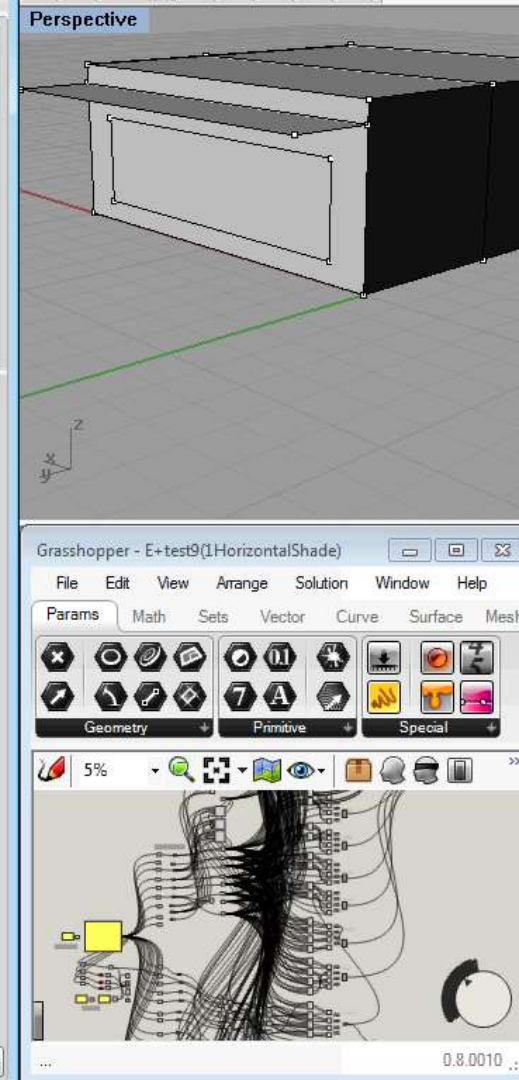 Perspective
z
x
y
Grasshopper - E+test9(1HorizontalShade)
File Edit View Arrange Solution Window Help
Params Math Sets Vector Curve Surface Mesh
Geometry Primitive Special
5%
... 0.8.0010